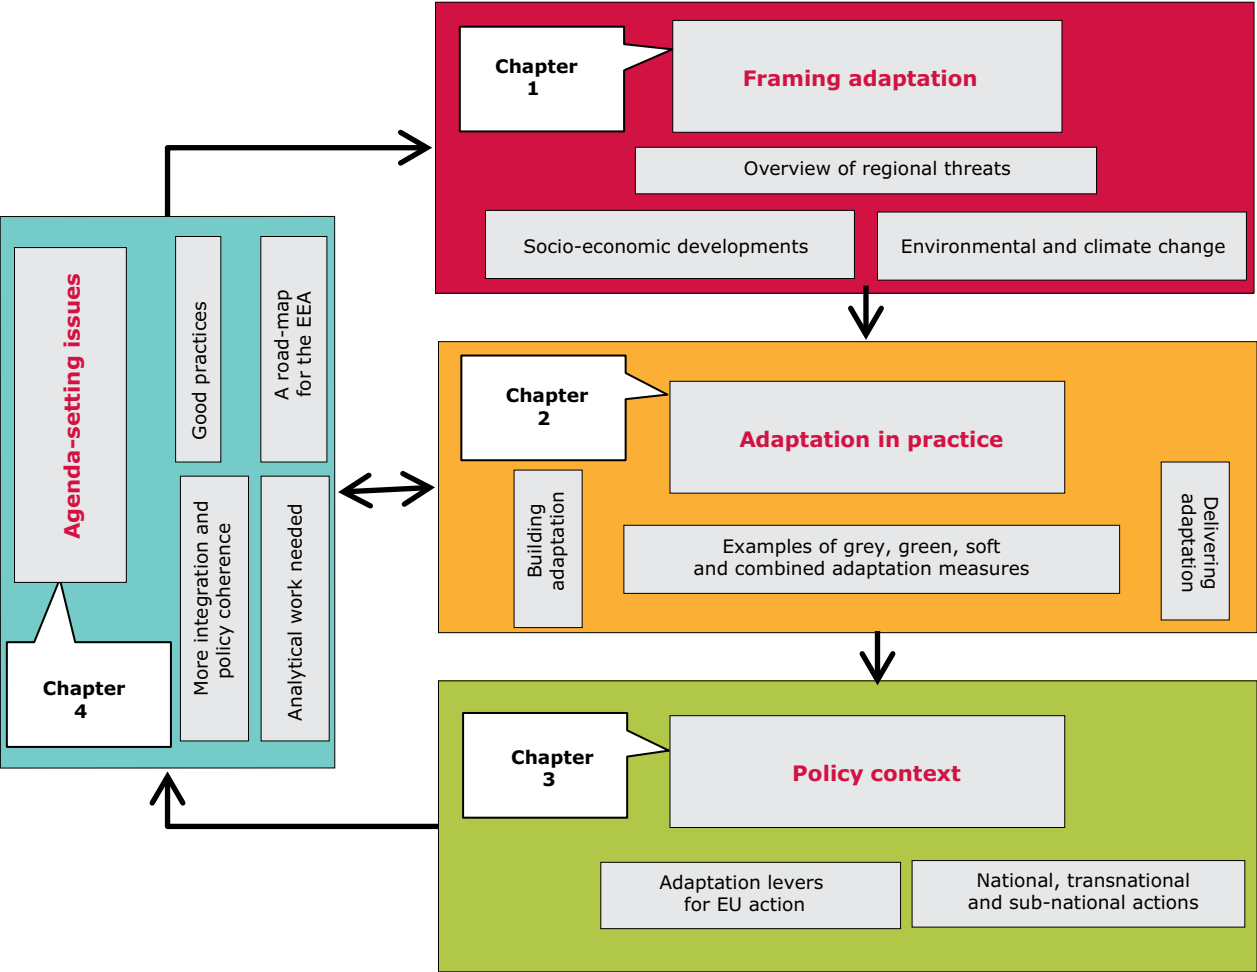 Chapter
1
Framing adaptation
Overview of regional threats
Socio-economic developments
Environmental and climate change
Agenda-setting issues
Good practices
A road-map
for the EEA
More integration and
policy coherence
Analytical work needed
Chapter
4
Chapter
2
Adaptation in practice
Building
adaptation
Examples of grey, green, soft
and combined adaptation measures
Delivering
adaptation
Chapter
3
Policy context
Adaptation levers
for EU action
National, transnational
and sub-national actions